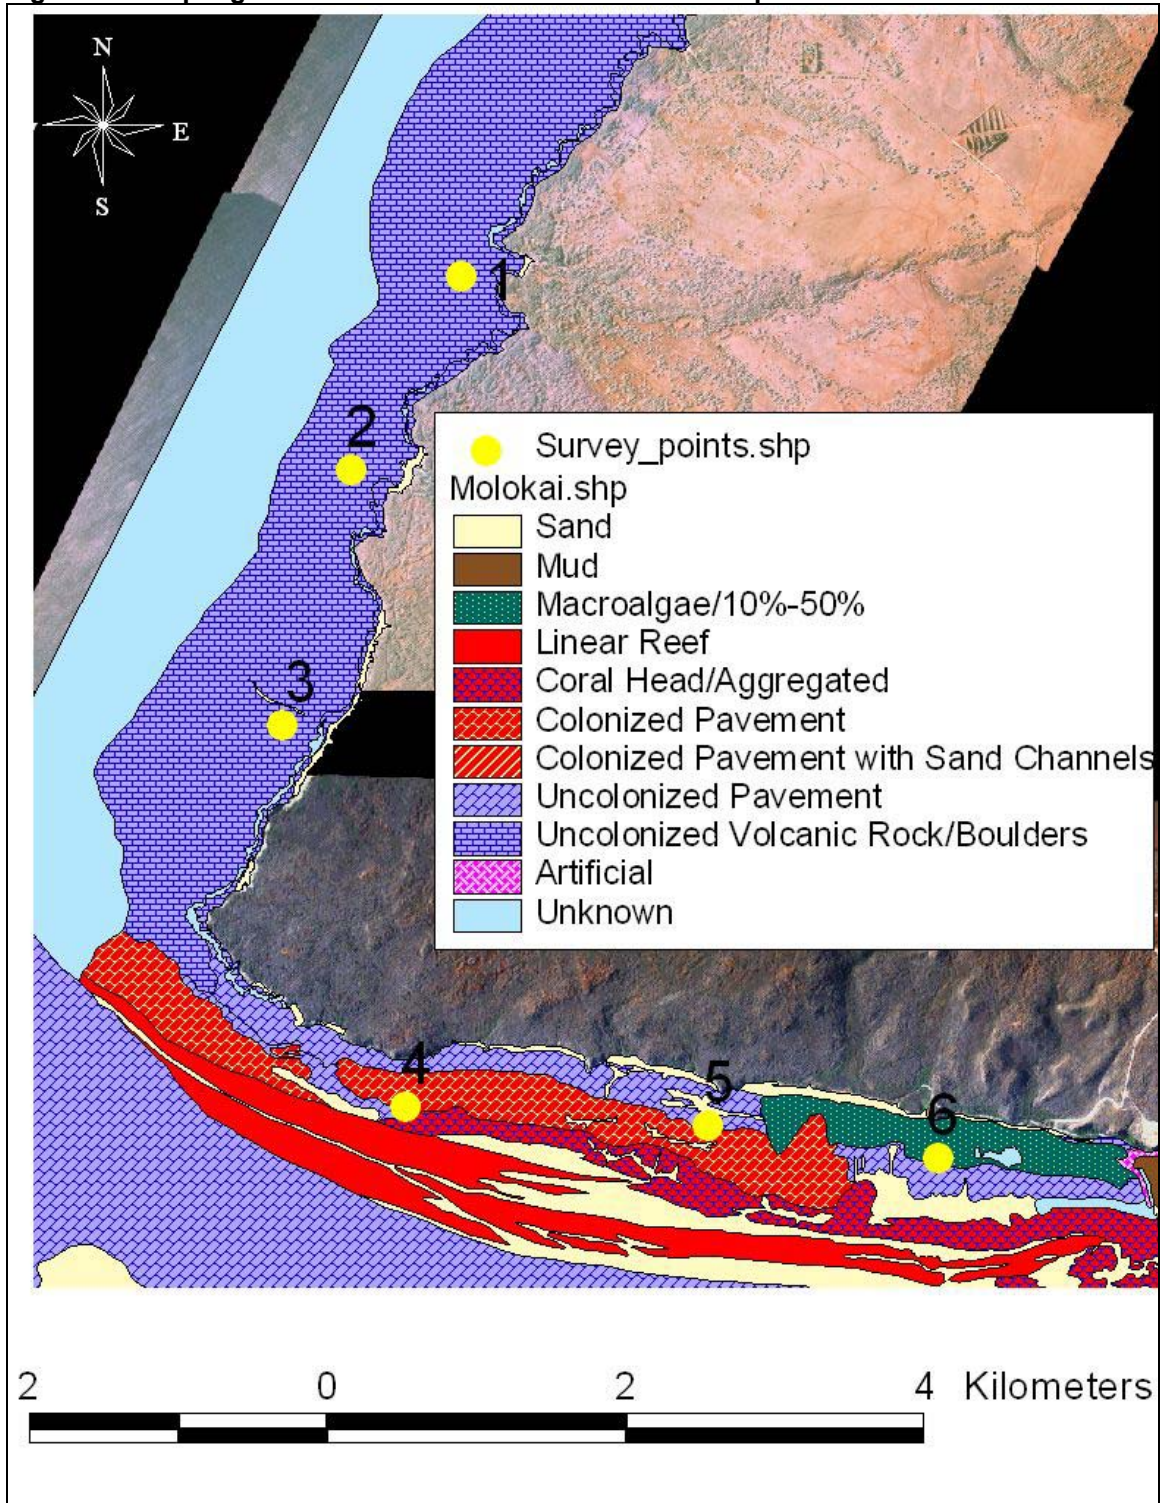 N
E
S
1
2
3
4
5
6
Survey_points.shp
Molokai.shp
Sand
Mud
Macroalgae/10%-50%
Linear Reef
Coral Head/Aggregated
Colonized Pavement
Colonized Pavement with Sand Channels
Uncolonized Pavement
Uncolonized Volcanic Rock/Boulders
Artificial
Unknown
2 0 2 4 Kilometers